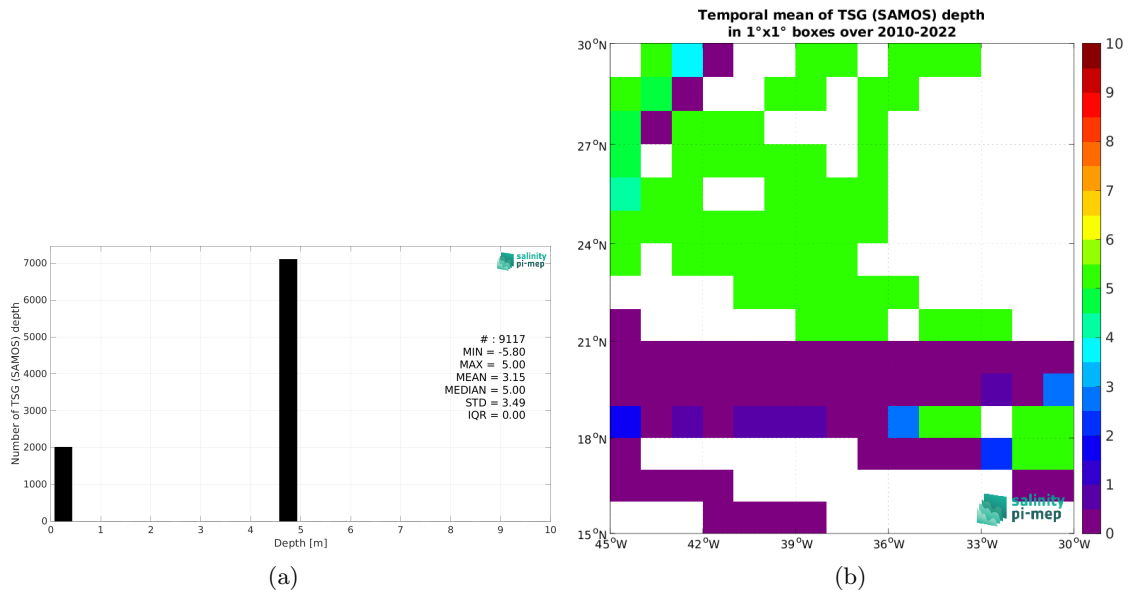 Temporal mean of TSG (SAMOS) depth
in 1°x1° boxes over 2010-2022
Number of TSG (SAMOS) depth
7000
6000
5000
4000
3000
2000
1000
0
0 1 2 3 4 5 6 7 8 9 10
Depth [m]
salinity
pi-mep
# : 9117
MIN = -5.80
MAX = 5.00
MEAN = 3.15
MEDIAN = 5.00
STD = 3.49
IQR = 0.00
(a)
30°N
27°N
24°N
21°N
18°N
15°N
45°W 42°W 39°W 36°W 33°W 30°W
salinity
pi-mep
10
9
8
7
6
5
4
3
2
1
0
(b)